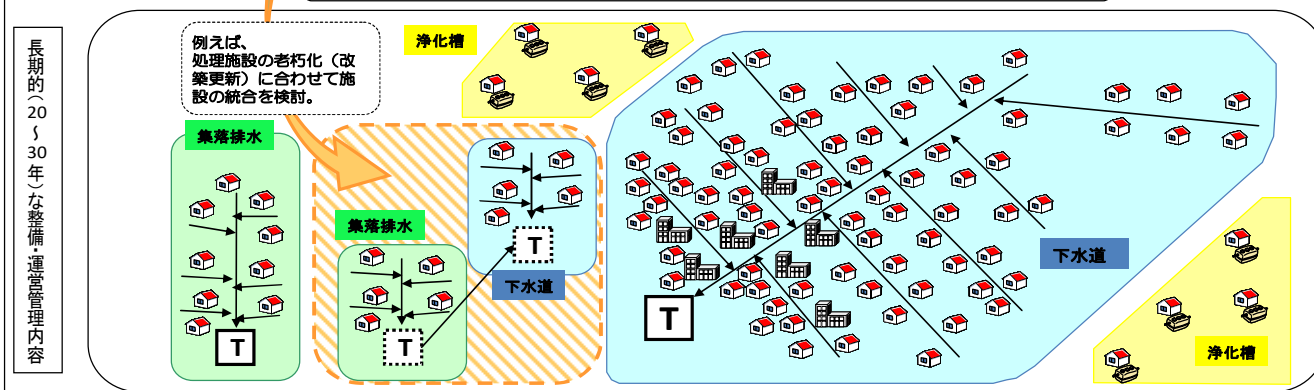 長期的(20～30年)な整備・運営管理内容
例えば、
処理施設の老朽化（改
築更新）に合わせて施
設の統合を検討。
浄化槽
集落排水
T
集落排水
T
T
下水道
T
下水道
浄化槽